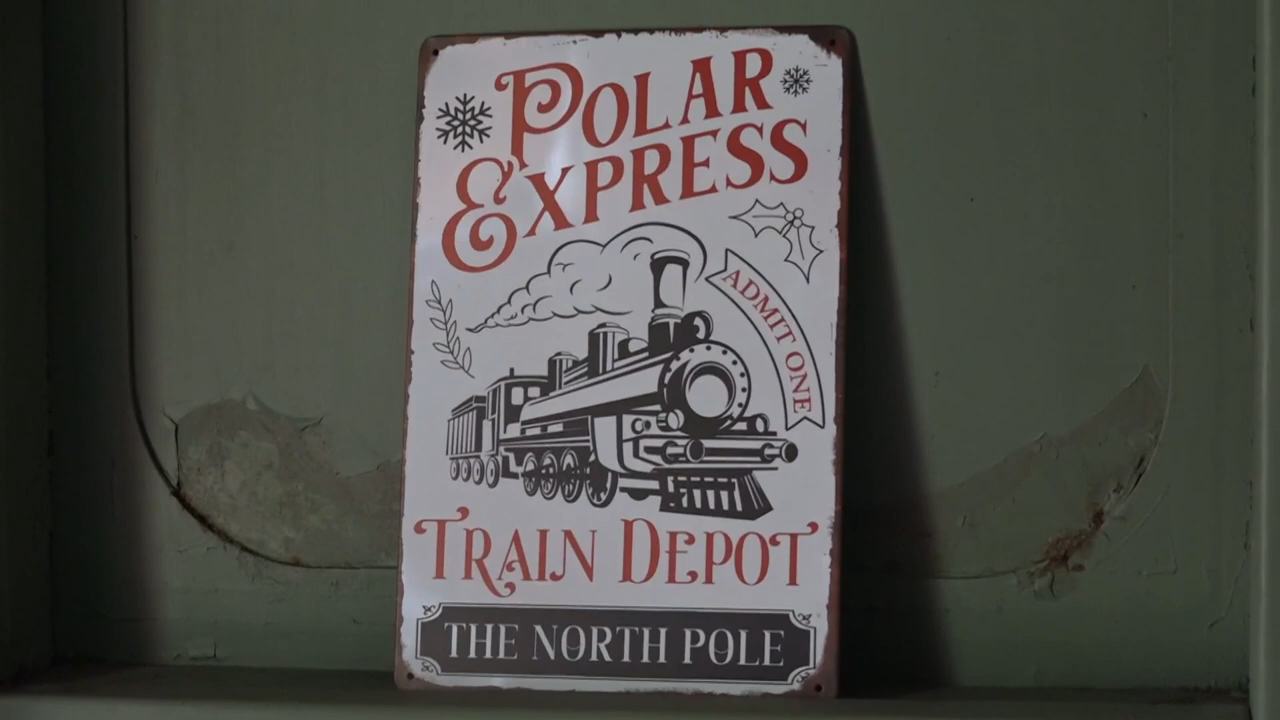 POLAR
EXPRESS
ADMIT ONE
TRAIN DEPOT
THE NORTH POLE